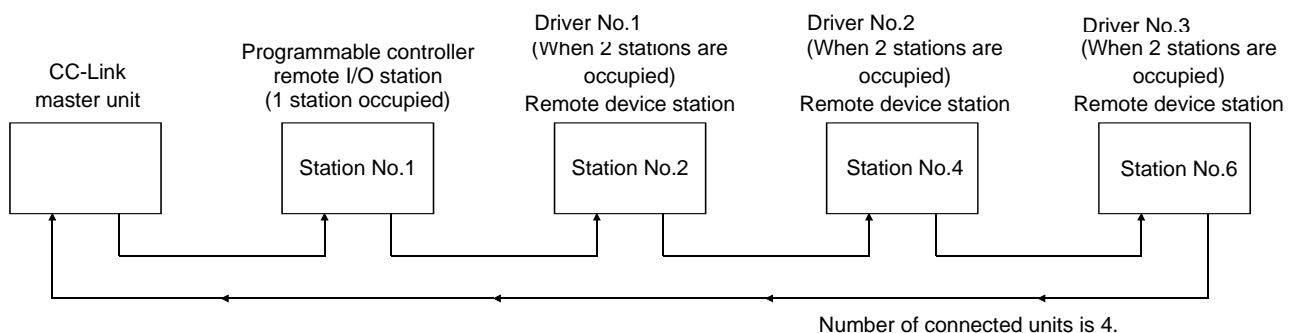 CC-Link
master unit
Programmable controller
remote I/O station
(1 station occupied)
Driver No.1
(When 2 stations are
occupied)
Remote device station
Driver No.2
(When 2 stations are
occupied)
Remote device station
Driver No.3
(When 2 stations are
occupied)
Remote device station
Station No.1
Station No.2
Station No.4
Station No.6
Number of connected units is 4.